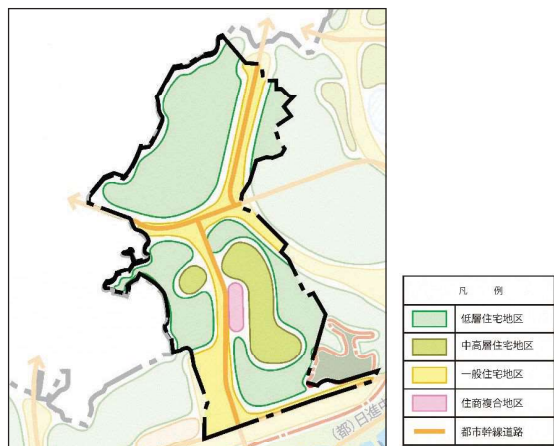 (都)日進中
凡 例
低層住宅地区
中高層住宅地区
一般住宅地区
住商複合地区
都市幹線道路